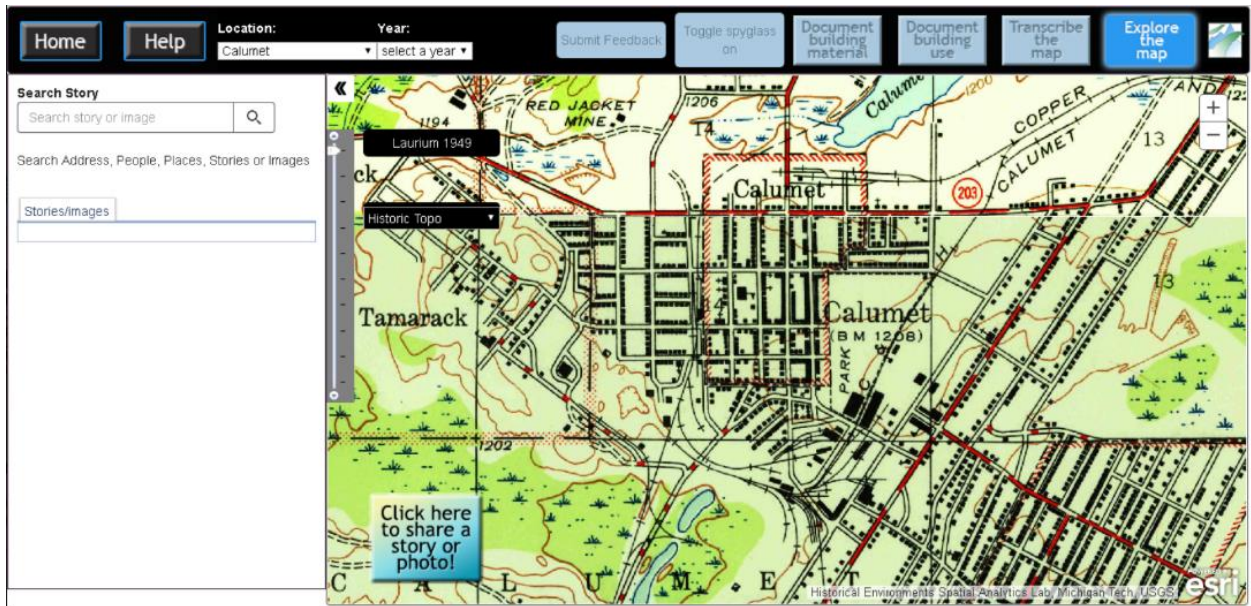 Home
Help
Location:
Calumet
Year:
select a year
Submit Feedback
Toggle spyglass
on
Document
building
material
Document
building
use
Transcribe
the
map
Explore
the
map
Search Story
Search story or image
Search Address, People, Places, Stories or Images
Stories/images
«
Laurium 1949
Historic Topo
+
−
RED JACKET
MINE
1194
1206
14
Calumet
1200
COPPER
AND
CALUMET
13
203
Calumet
Tamarack
13
Calumet
(BM 1208)
PARK
1202
Click here
to share a
story or
photo!
C A L U M E T
Historical Environments Spatial Analytics Lab, Michigan Tech, USGS
esri